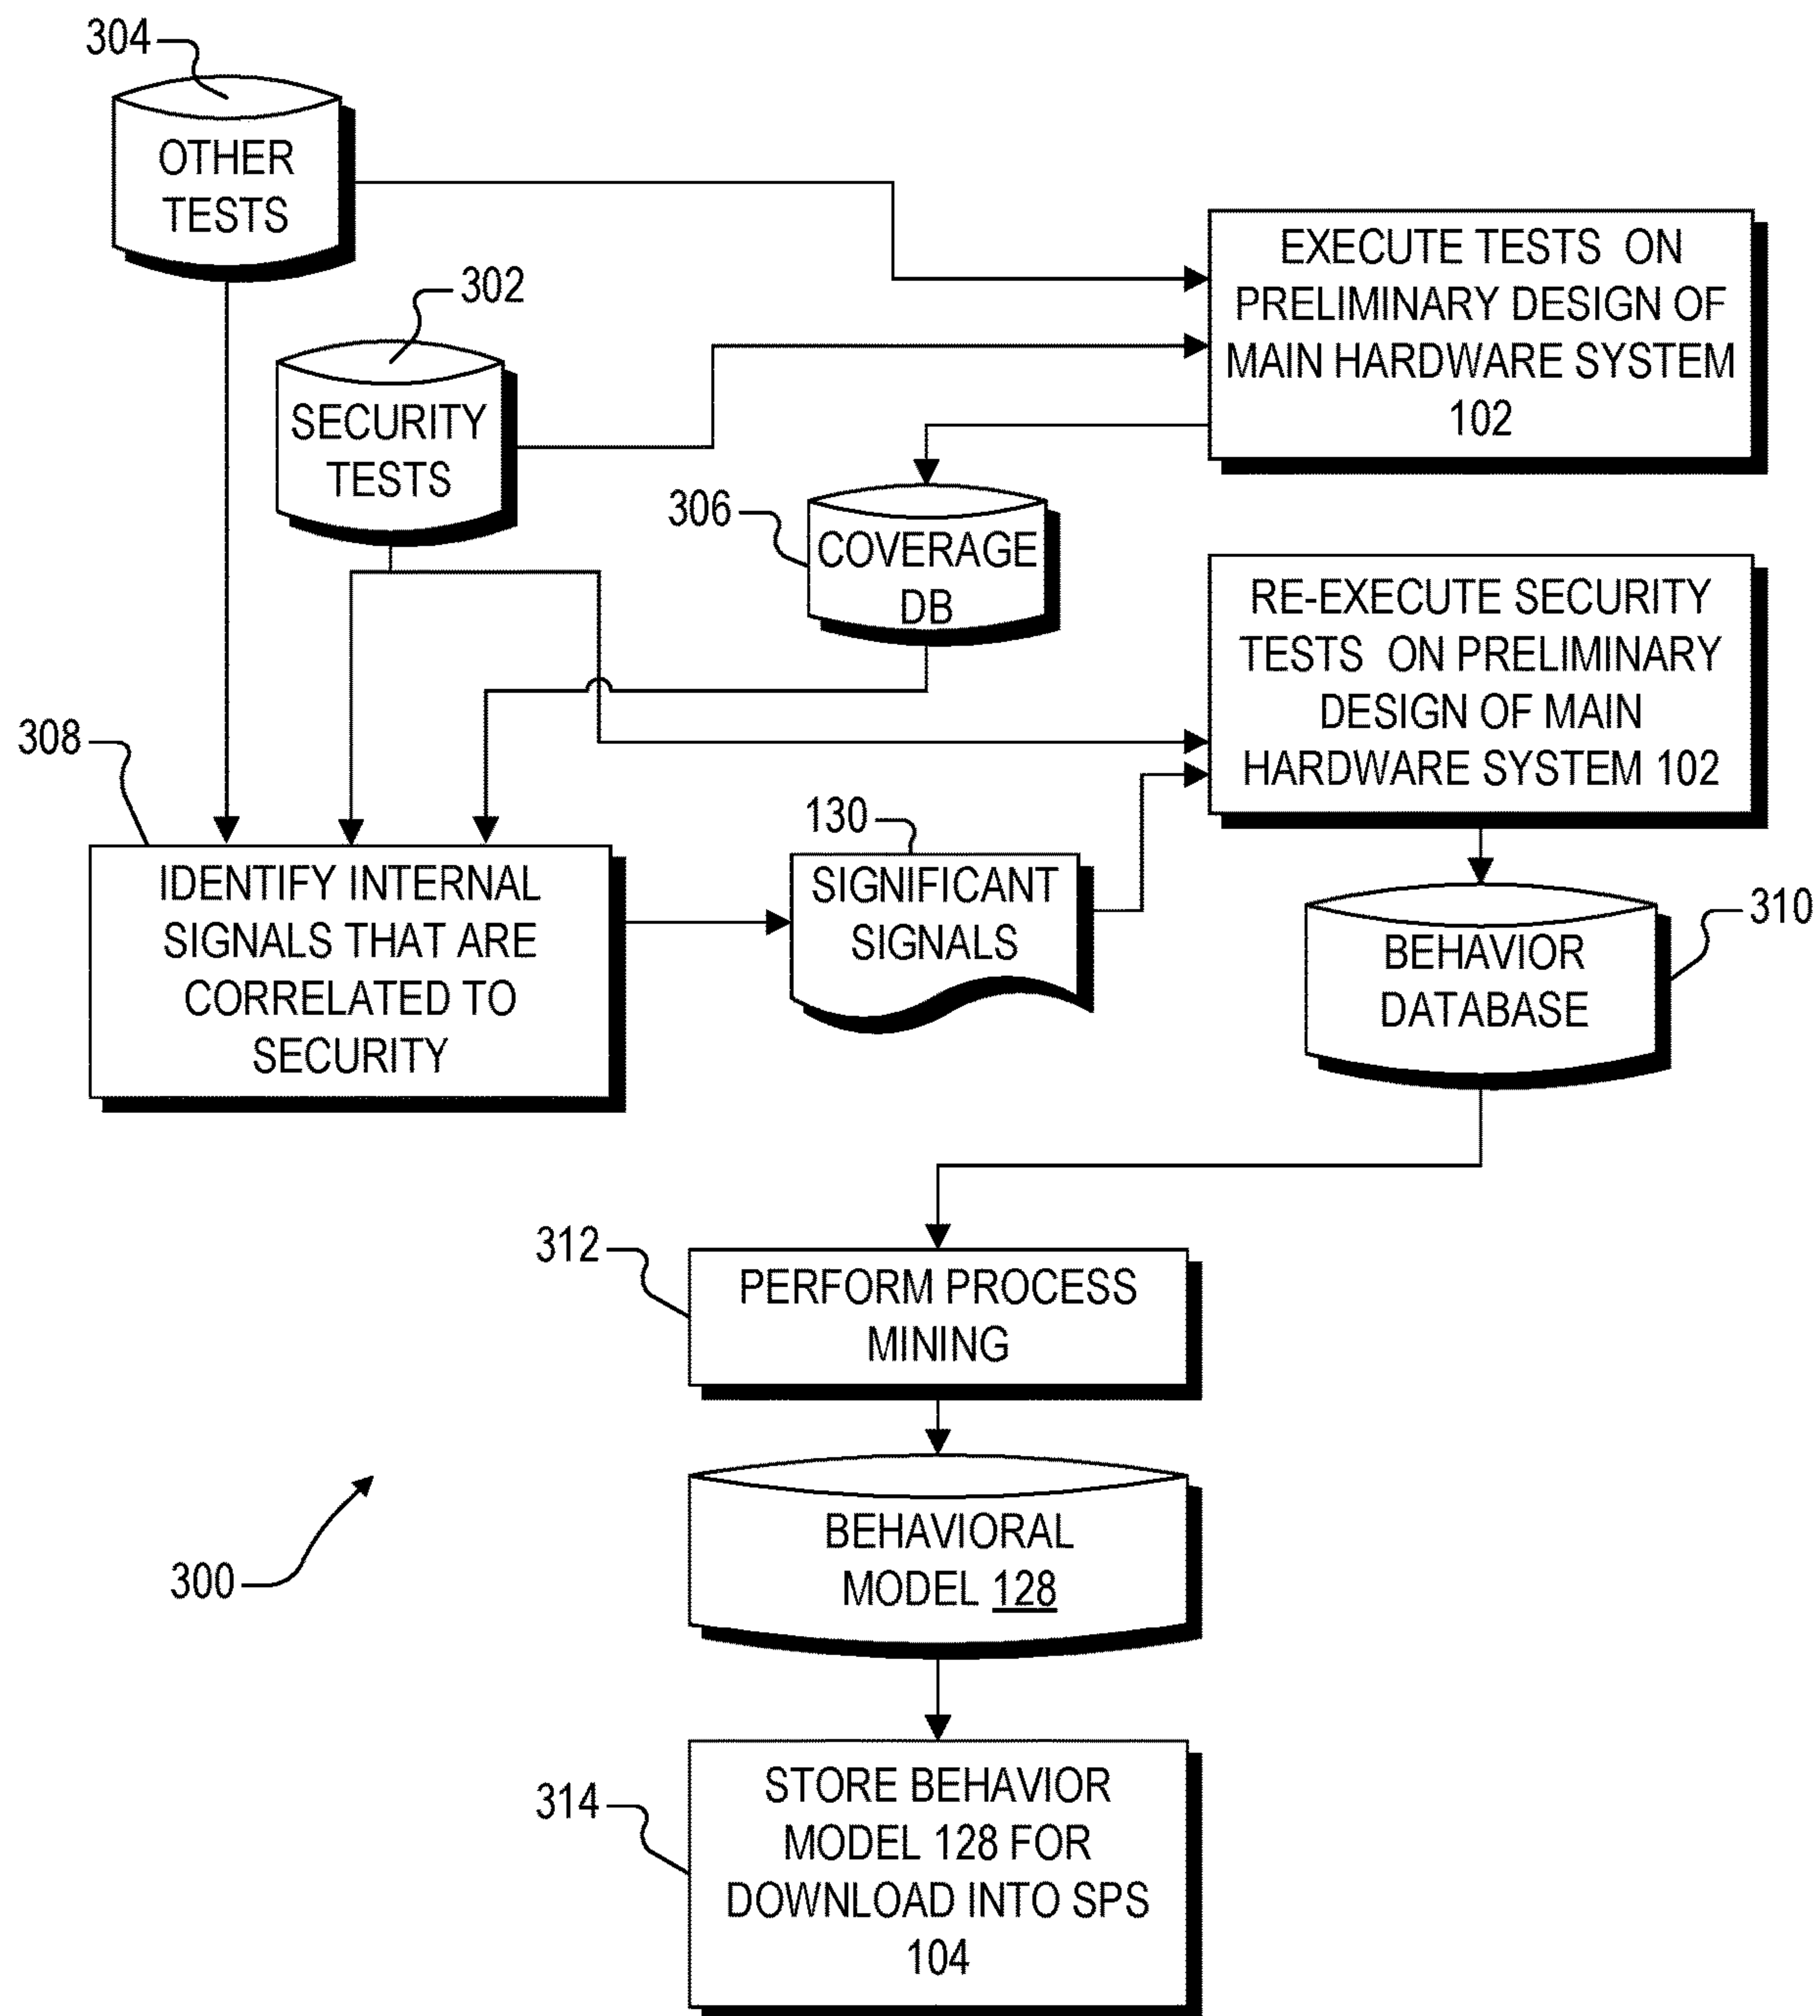 304
OTHER
TESTS
302
SECURITY
TESTS
EXECUTE TESTS ON
PRELIMINARY DESIGN OF
MAIN HARDWARE SYSTEM
102
306
COVERAGE
DB
RE-EXECUTE SECURITY
TESTS ON PRELIMINARY
DESIGN OF MAIN
HARDWARE SYSTEM 102
308
IDENTIFY INTERNAL
SIGNALS THAT ARE
CORRELATED TO
SECURITY
130
SIGNIFICANT
SIGNALS
310
BEHAVIOR
DATABASE
312
PERFORM PROCESS
MINING
BEHAVIORAL
MODEL 128
300
314
STORE BEHAVIOR
MODEL 128 FOR
DOWNLOAD INTO SPS
104